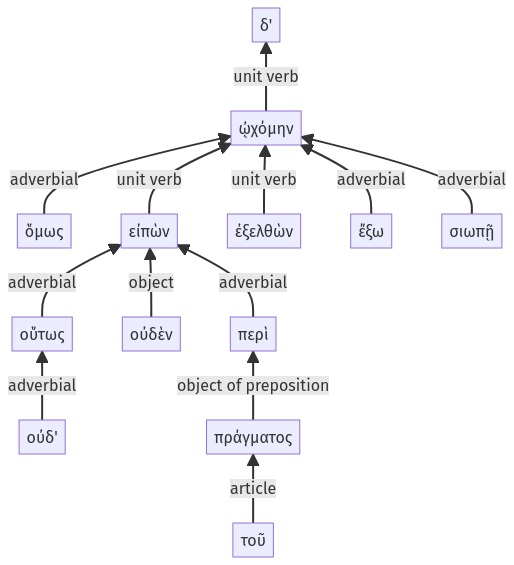 δ'
unit verb
ᾠχόμην
adverbial unit verb unit verb adverbial adverbial
ὅμως εἰπὼν ἐξελθὼν ἔξω σιωπῇ
adverbial object adverbial
οὕτως οὐδὲν περὶ
adverbial object of preposition
οὐδ' πράγματος
article
τοῦ